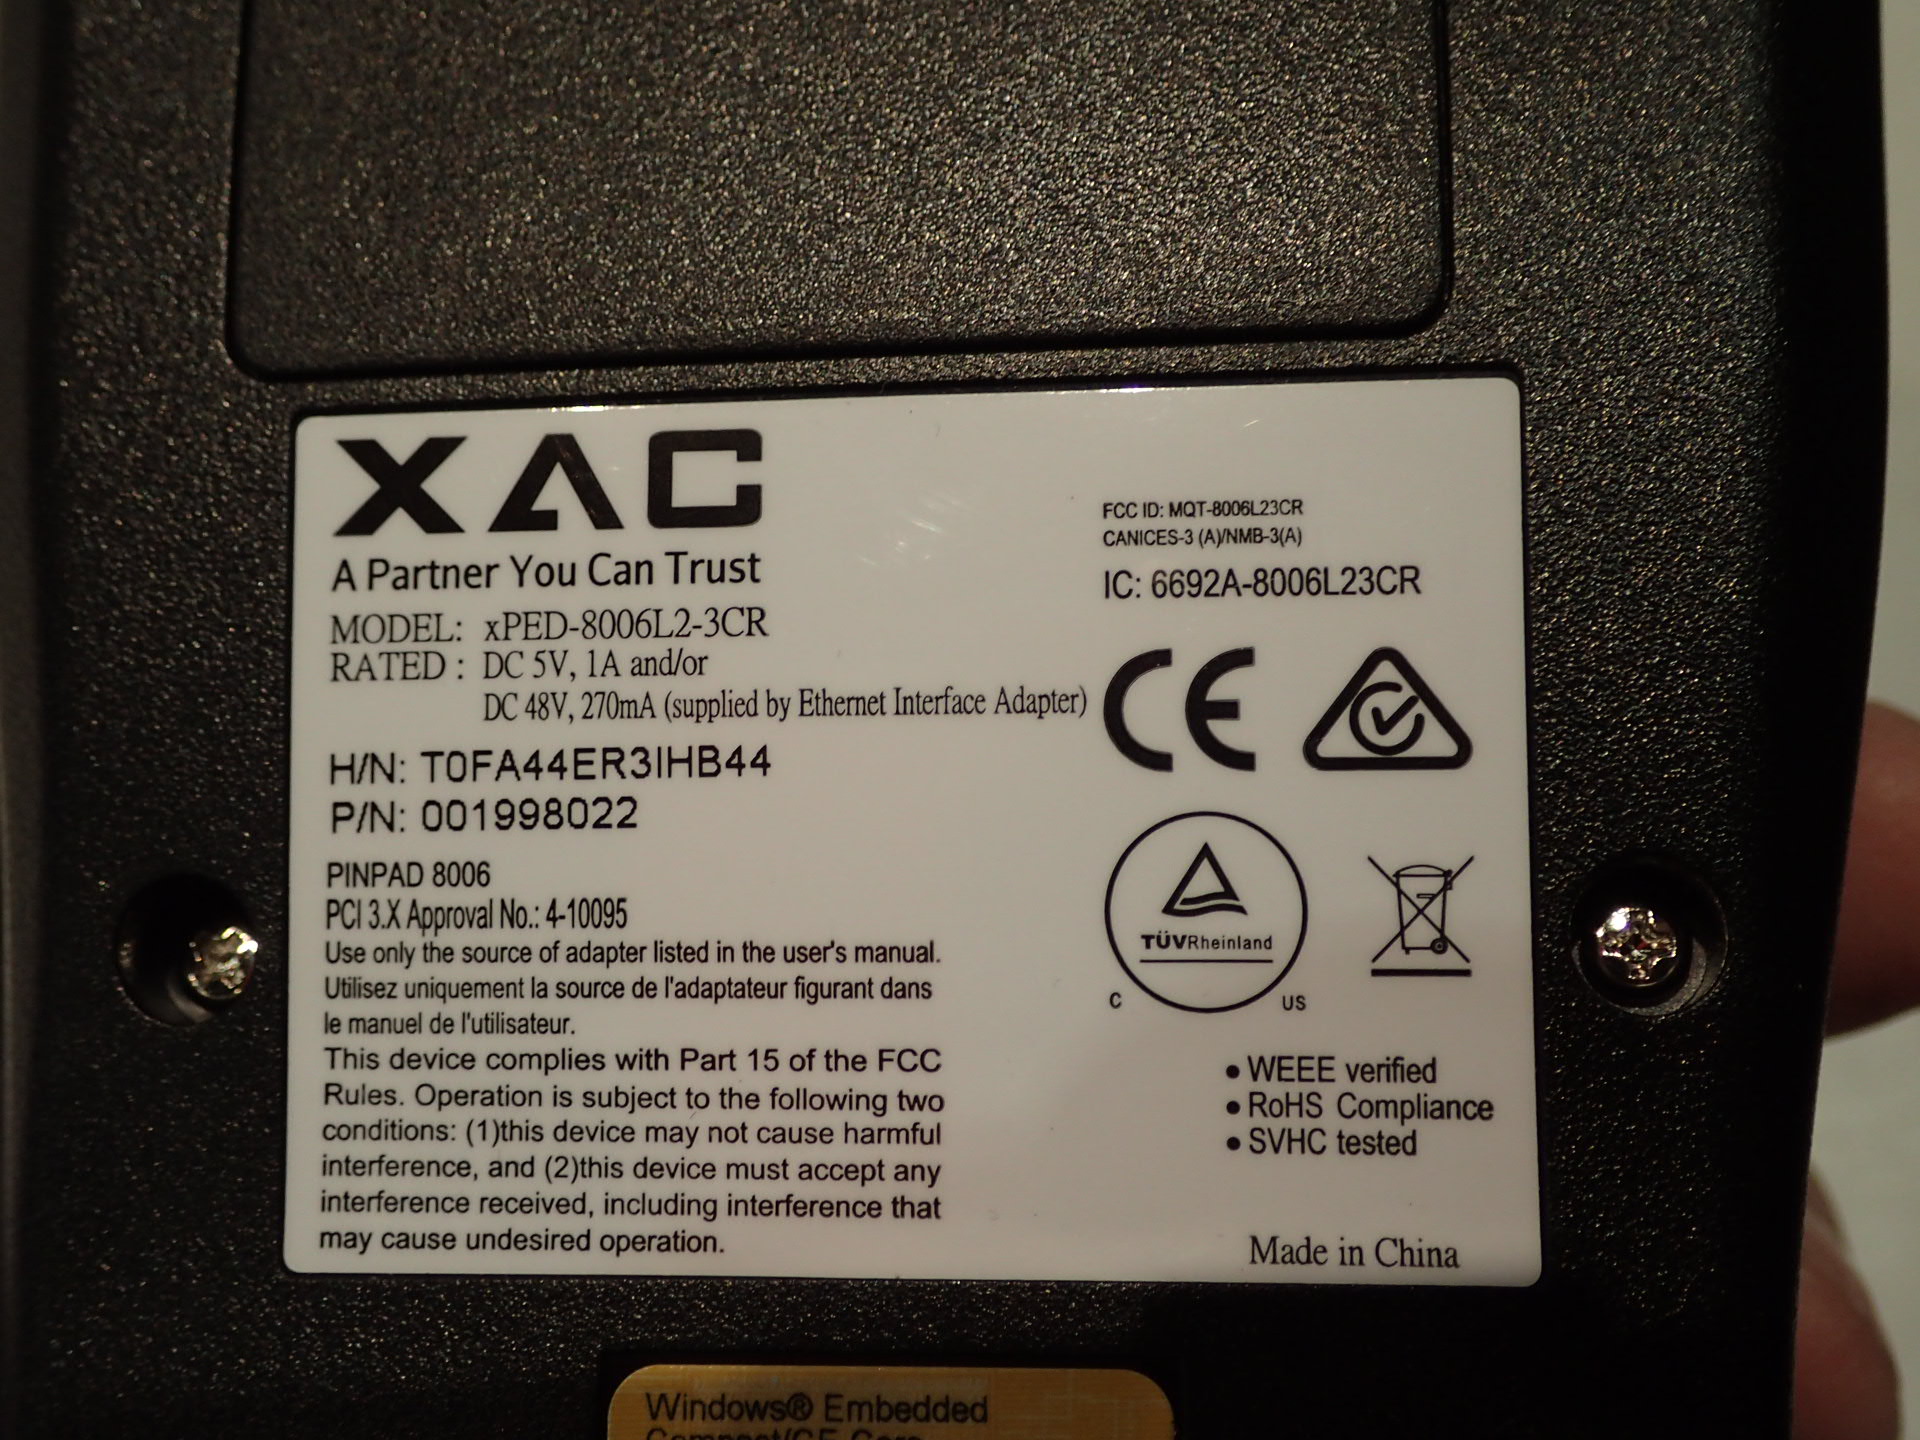 XAC
A Partner You Can Trust
MODEL: xPED-8006L2-3CR
RATED : DC 5V, 1A and/or
DC 48V, 270mA (supplied by Ethernet Interface Adapter)
H/N: T0FA44ER3IHB44
P/N: 001998022
PINPAD 8006
PCI 3.X Approval No.: 4-10095
Use only the source of adapter listed in the user's manual.
Utilisez uniquement la source de l'adaptateur figurant dans
le manuel de l'utilisateur.
This device complies with Part 15 of the FCC
Rules. Operation is subject to the following two
conditions: (1)this device may not cause harmful
interference, and (2)this device must accept any
interference received, including interference that
may cause undesired operation.
FCC ID: MQT-8006L23CR
CANICES-3 (A)/NMB-3(A)
IC: 6692A-8006L23CR
CE
TÜVRheinland
C US
• WEEE verified
• RoHS Compliance
• SVHC tested
Made in China
Windows® Embedded